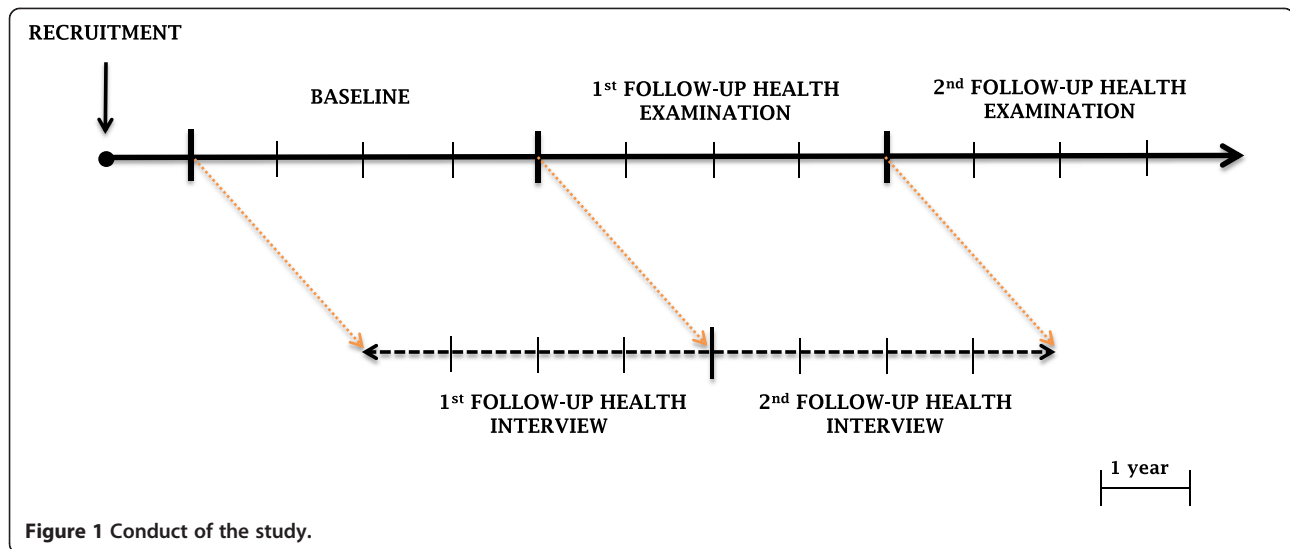 RECRUITMENT
BASELINE
1st FOLLOW-UP HEALTH
EXAMINATION
2nd FOLLOW-UP HEALTH
EXAMINATION
1st FOLLOW-UP HEALTH
INTERVIEW
2nd FOLLOW-UP HEALTH
INTERVIEW
1 year
Figure 1 Conduct of the study.